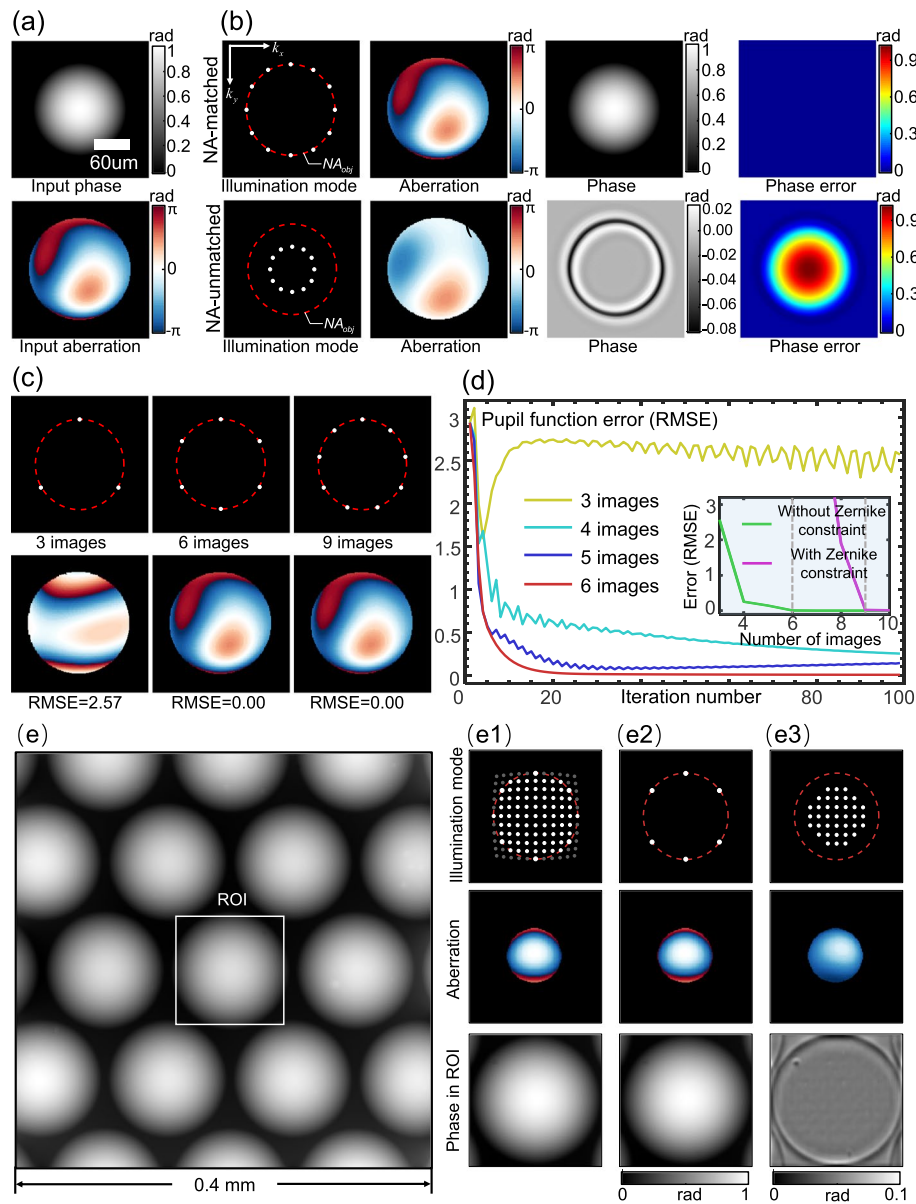 (a)
(b)
rad
1
0.8
0.6
0.4
0.2
0
60um
Input phase
NA-matched
kx
ky
NAobj
Illumination mode
rad
π
0
-π
Aberration
rad
1
0.8
0.6
0.4
0.2
0
Phase
rad
0.9
0.6
0.3
0
Phase error
rad
π
0
-π
Input aberration
NA-unmatched
NAobj
Illumination mode
rad
π
0
-π
Aberration
rad
0.02
0.00
-0.02
-0.04
-0.06
-0.08
Phase
rad
0.9
0.6
0.3
0
Phase error
(c)
3 images
6 images
9 images
RMSE=2.57
RMSE=0.00
RMSE=0.00
(d)
Pupil function error (RMSE)
3
2.5
2
1.5
1
0.5
0
20
40
60
80
100
Iteration number
3 images
4 images
5 images
6 images
Error (RMSE)
3
2
1
0
4
6
8
10
Number of images
Without Zernike
constraint
With Zernike
constraint
(e)
ROI
0.4 mm
(e1)
(e2)
(e3)
Illumination mode
Aberration
Phase in ROI
0
rad
1
0
rad
0.1